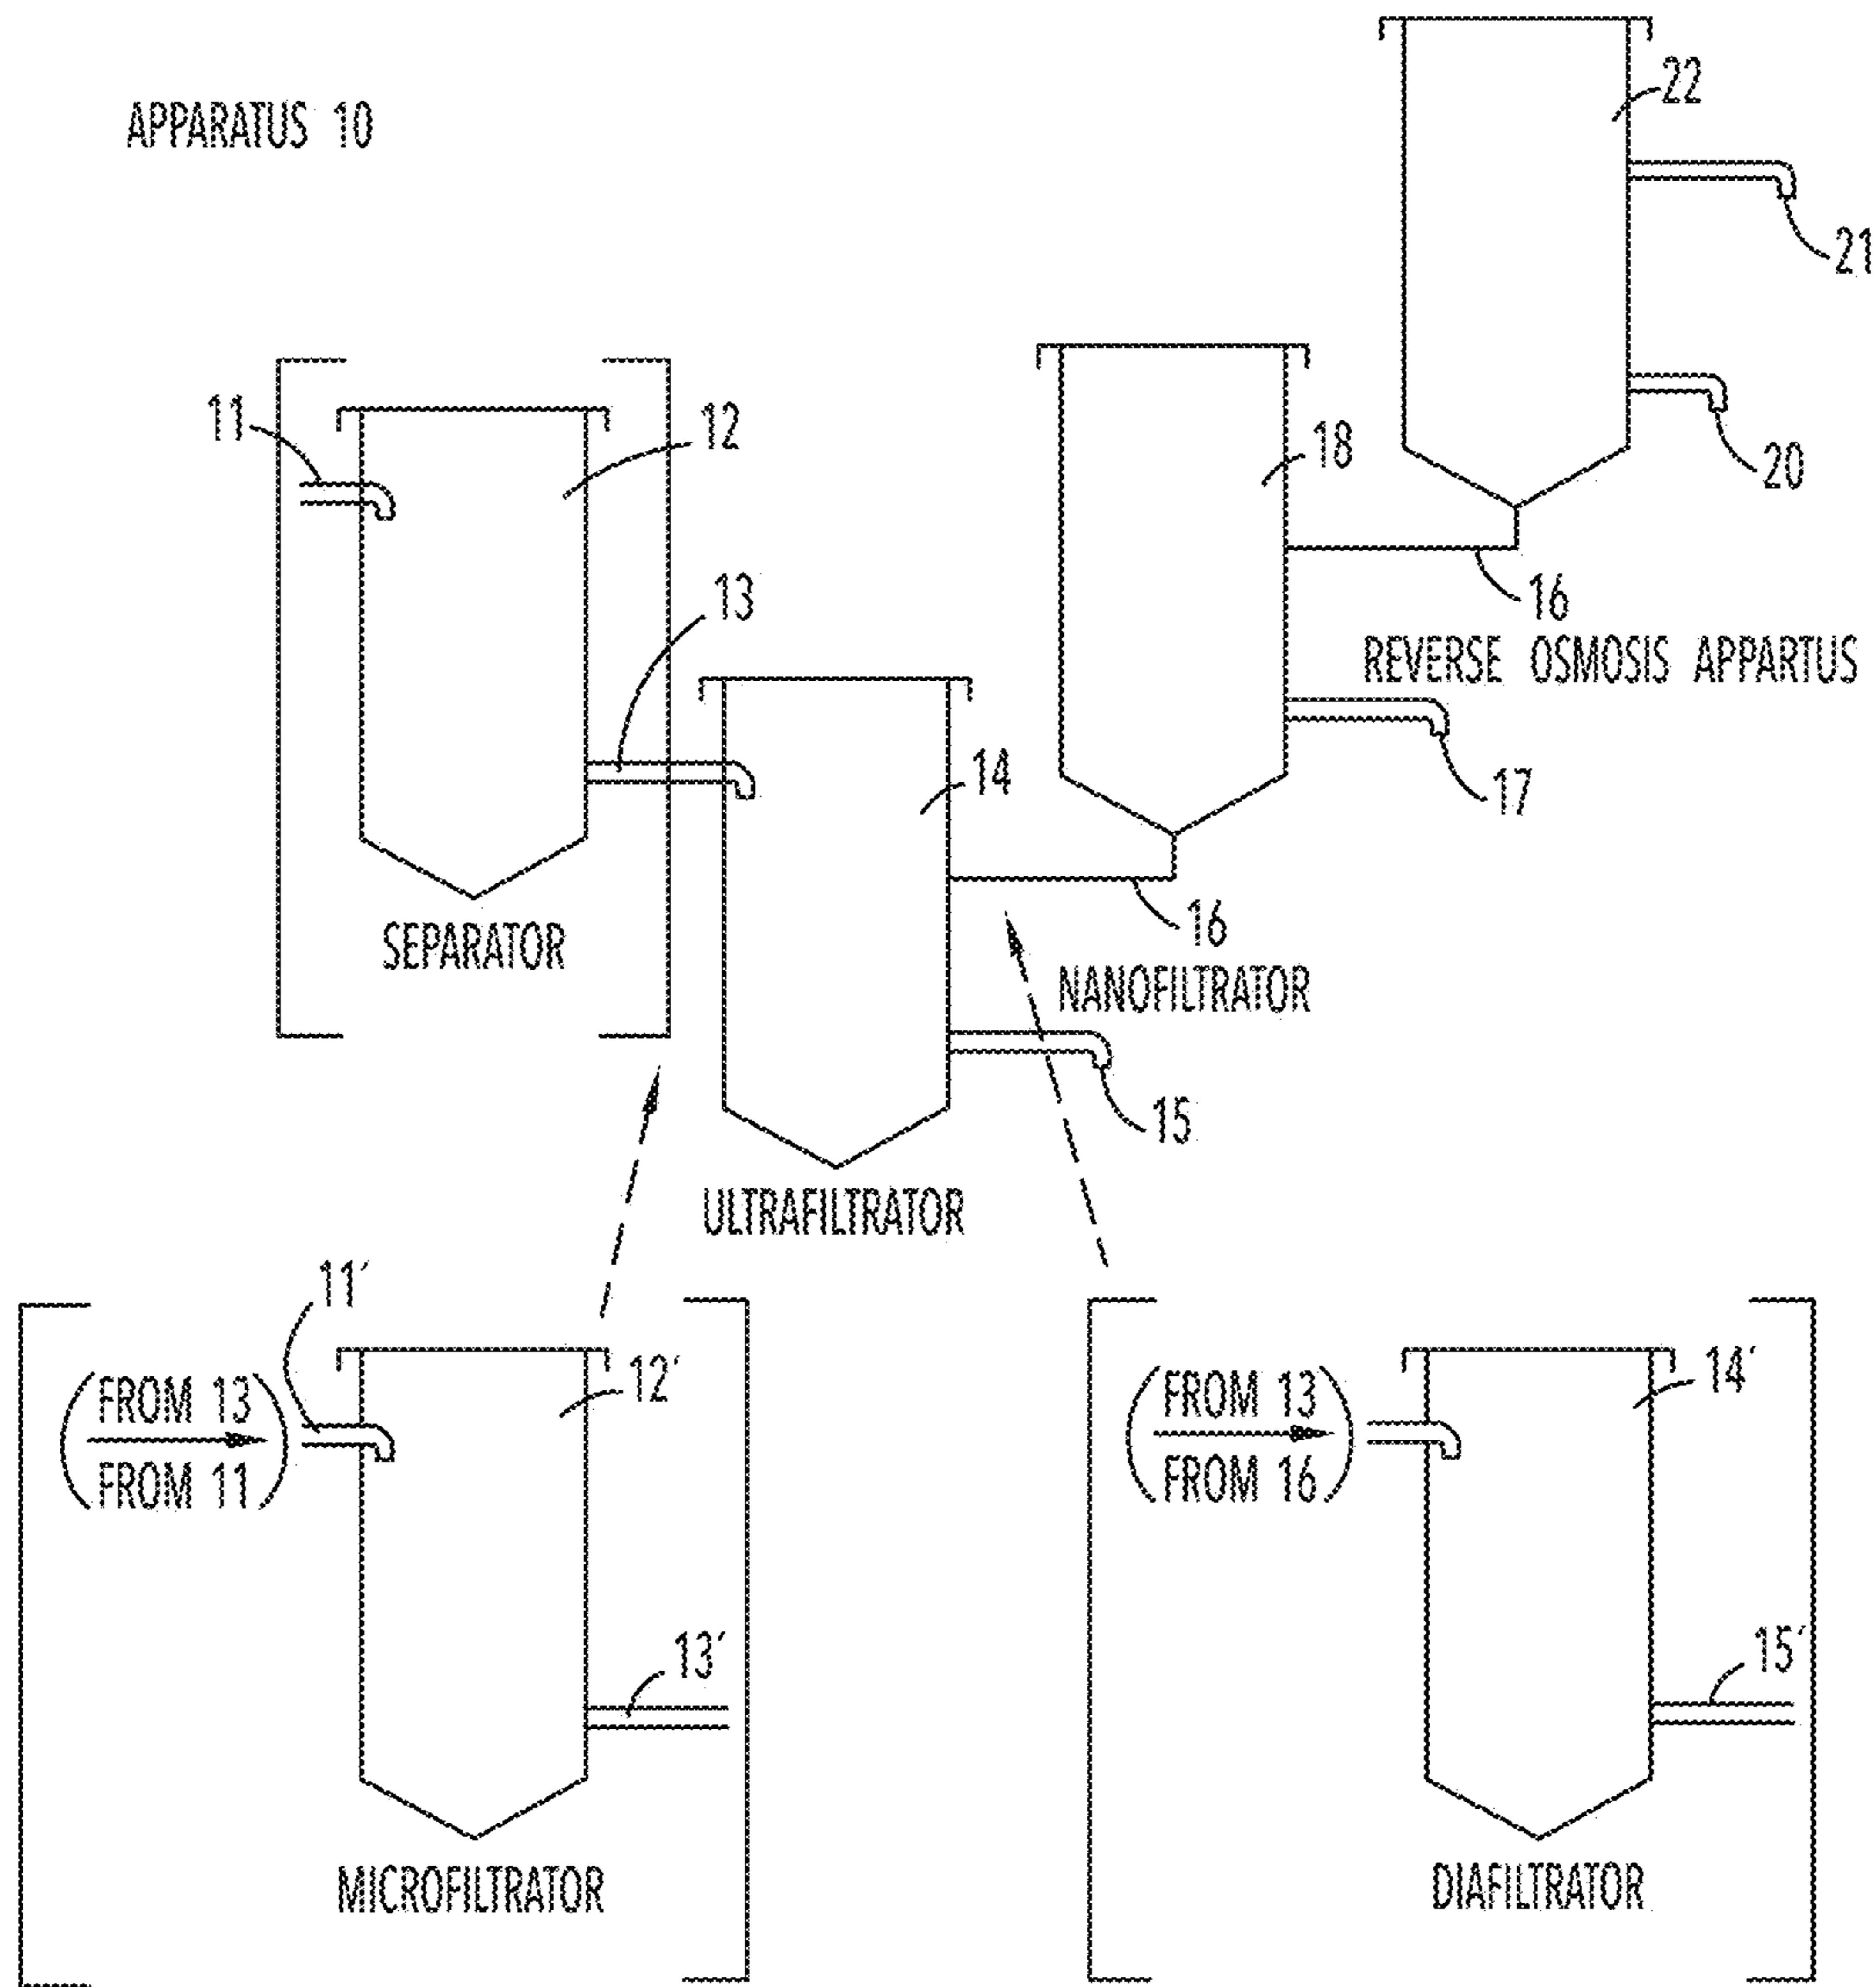 APPARATUS 10
22
21
20
11
12
18
13
16
REVERSE OSMOSIS APPARTUS
14
17
16
SEPARATOR
NANOFILTRATOR
15
ULTRAFILTRATOR
11′
12′
(FROM 13)
(FROM 11)
14′
(FROM 13)
(FROM 16)
13′
15′
MICROFILTRATOR
DIAFILTRATOR